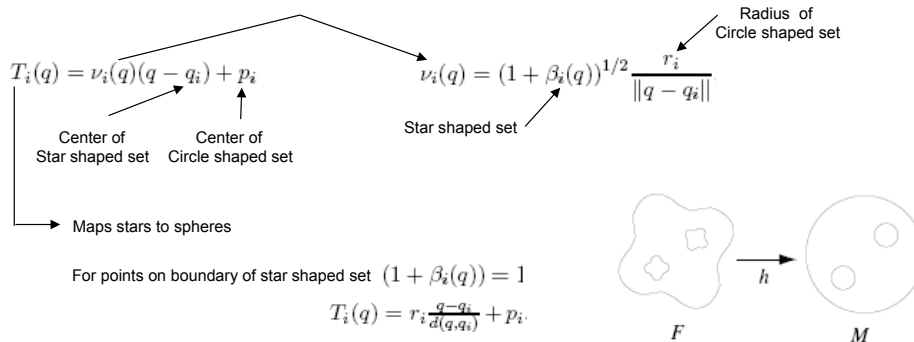 Radius of
Circle shaped set
T_i(q) = ν_i(q)(q − q_i) + p_i
ν_i(q) = (1 + β_i(q))^{1/2} r_i / ||q − q_i||
Star shaped set
Center of
Star shaped set
Center of
Circle shaped set
Maps stars to spheres
For points on boundary of star shaped set (1 + β_i(q)) = 1
T_i(q) = r_i (q−q_i)/d(q,q_i) + p_i.
h
F
M